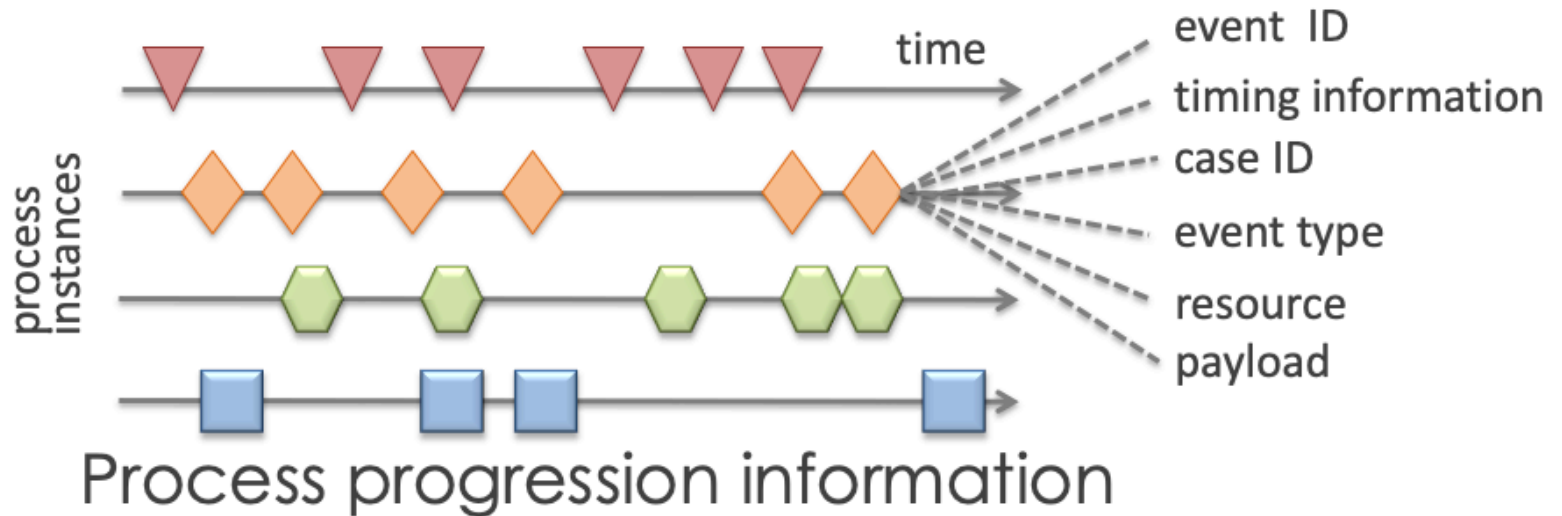 time
event ID
timing information
case ID
event type
resource
payload
process
instances
Process progression information